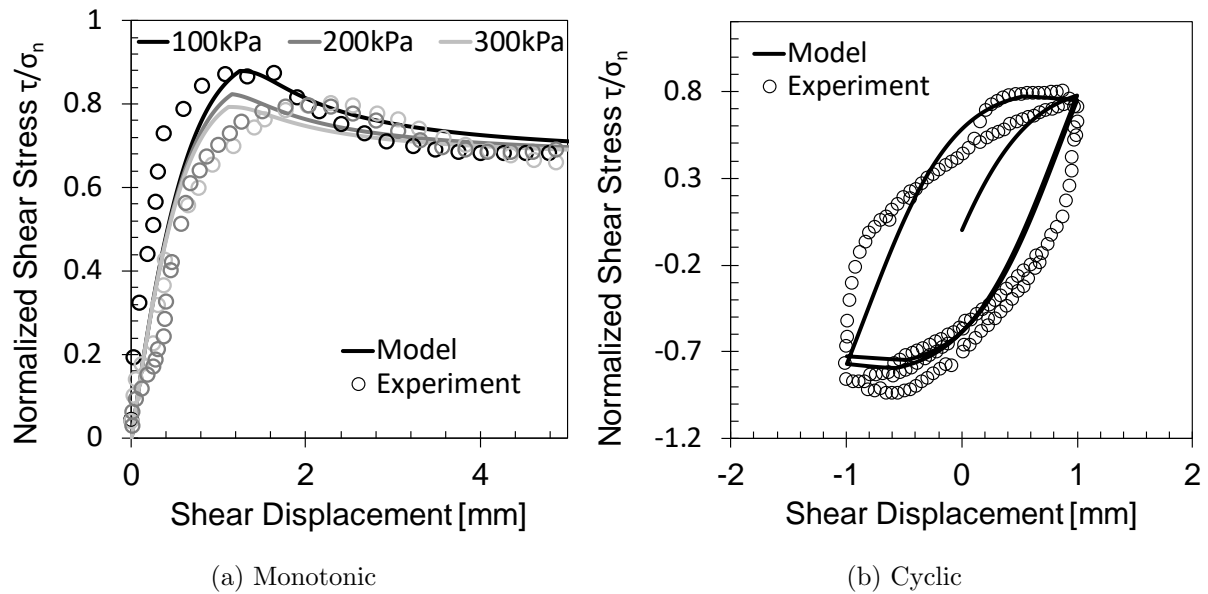 Normalized Shear Stress τ/σn
1
0.8
0.6
0.4
0.2
0
100kPa 200kPa 300kPa
Model
Experiment
0 2 4
Shear Displacement [mm]
(a) Monotonic
Normalized Shear Stress τ/σn
0.8
0.3
-0.2
-0.7
-1.2
Model
Experiment
-2 -1 0 1 2
Shear Displacement [mm]
(b) Cyclic